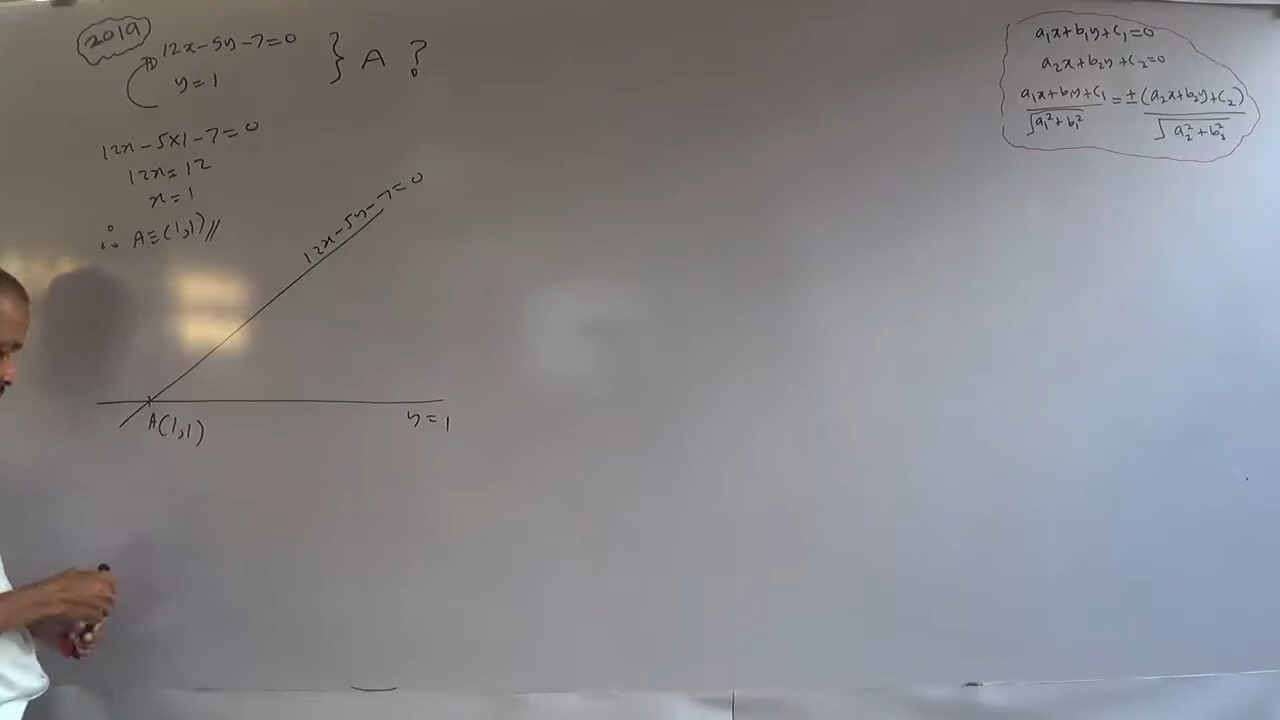 2019
12x-5y-7=0
y=1
} A ?
12x-5x1-7=0
12x=12
x=1
∴ A≡(1,1)//
12x-5y-7=0
A(1,1)
y=1
a₁x+b₁y+c₁=0
a₂x+b₂y+c₂=0
a₁x+b₁y+c₁/√a₁²+b₁² = ±(a₂x+b₂y+c₂)/√a₂²+b₂²